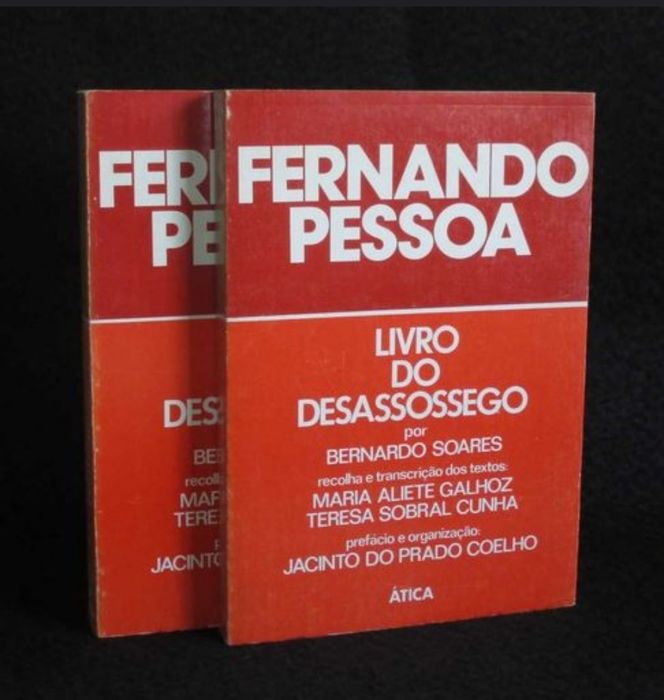 FERNANDO
PESSOA
LIVRO
DO
DESASSOSSEGO
por
BERNARDO SOARES
recolha e transcrição dos textos:
MARIA ALIETE GALHOZ
TERESA SOBRAL CUNHA
prefácio e organização:
JACINTO DO PRADO COELHO
ÁTICA